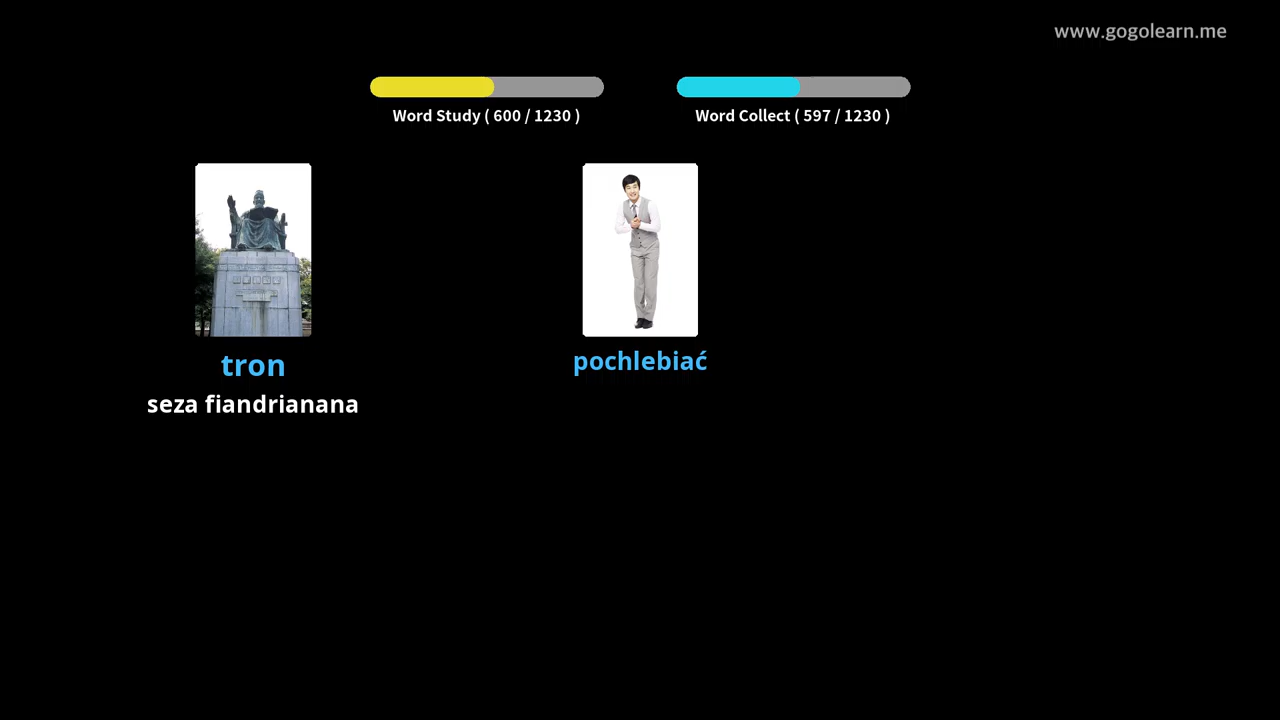 www.gogolearn.me
Word Study ( 600 / 1230 )
Word Collect ( 597 / 1230 )
tron
seza fiandrianana
pochlebiać